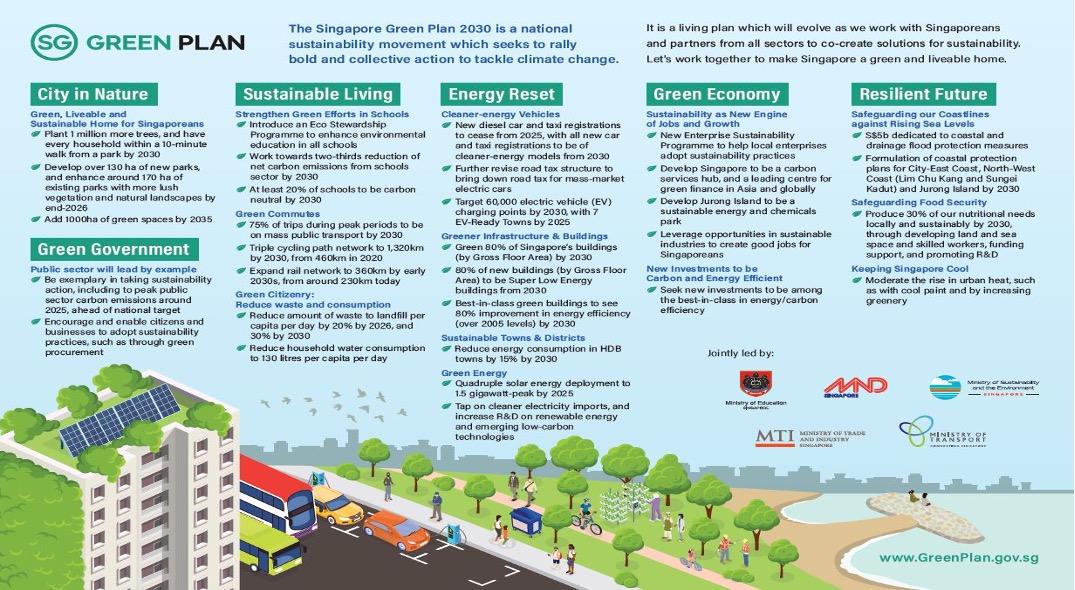 SG GREEN PLAN
The Singapore Green Plan 2030 is a national
sustainability movement which seeks to rally
bold and collective action to tackle climate change.
It is a living plan which will evolve as we work with Singaporeans
and partners from all sectors to co-create solutions for sustainability.
Let's work together to make Singapore a green and liveable home.
City in Nature
Green, Liveable and
Sustainable Home for Singaporeans
Plant 1 million more trees, and have
every household within a 10-minute
walk from a park by 2030
Develop over 130 ha of new parks,
and enhance around 170 ha of
existing parks with more lush
vegetation and natural landscapes by
end-2026
Add 1000ha of green spaces by 2035
Green Government
Public sector will lead by example
Be exemplary in taking sustainability
action, including to peak public
sector carbon emissions around
2025, ahead of national target
Encourage and enable citizens and
businesses to adopt sustainability
practices, such as through green
procurement
Sustainable Living
Strengthen Green Efforts in Schools
Introduce an Eco Stewardship
Programme to enhance environmental
education in all schools
Work towards two-thirds reduction of
net carbon emissions from schools
sector by 2030
At least 20% of schools to be carbon
neutral by 2030
Green Commutes
75% of trips during peak periods to be
on mass public transport by 2030
Triple cycling path network to 1,320km
by 2030, from 460km in 2020
Expand rail network to 360km by early
2030s, from around 230km today
Green Citizenry:
Reduce waste and consumption
Reduce amount of waste to landfill per
capita per day by 20% by 2026, and
30% by 2030
Reduce household water consumption
to 130 litres per capita per day
Energy Reset
Cleaner-energy Vehicles
New diesel car and taxi registrations
to cease from 2025, with all new car
and taxi registrations to be of
cleaner-energy models from 2030
Further revise road tax structure to
bring down road tax for mass-market
electric cars
Target 60,000 electric vehicle (EV)
charging points by 2030, with 7
EV-Ready Towns by 2025
Greener Infrastructure & Buildings
Green 80% of Singapore's buildings
(by Gross Floor Area) by 2030
80% of new buildings (by Gross Floor
Area) to be Super Low Energy
buildings from 2030
Best-in-class green buildings to see
80% improvement in energy efficiency
(over 2005 levels) by 2030
Sustainable Towns & Districts
Reduce energy consumption in HDB
towns by 15% by 2030
Green Energy
Quadruple solar energy deployment to
1.5 gigawatt-peak by 2025
Tap on cleaner electricity imports, and
increase R&D on renewable energy
and emerging low-carbon
technologies
Green Economy
Sustainability as New Engine
of Jobs and Growth
New Enterprise Sustainability
Programme to help local enterprises
adopt sustainability practices
Develop Singapore to be a carbon
services hub, and a leading centre for
green finance in Asia and globally
Develop Jurong Island to be a
sustainable energy and chemicals
park
Leverage opportunities in sustainable
industries to create good jobs for
Singaporeans
New Investments to be
Carbon and Energy Efficient
Seek new investments to be among
the best-in-class in energy/carbon
efficiency
Resilient Future
Safeguarding our Coastlines
against Rising Sea Levels
S$5b dedicated to coastal and
drainage flood protection measures
Formulation of coastal protection
plans for City-East Coast, North-West
Coast (Lim Chu Kang and Sungei
Kadut) and Jurong Island by 2030
Safeguarding Food Security
Produce 30% of our nutritional needs
locally and sustainably by 2030,
through developing land and sea
space and skilled workers, funding
support, and promoting R&D
Keeping Singapore Cool
Moderate the rise in urban heat, such
as with cool paint and by increasing
greenery
Jointly led by:
Ministry of Education
SINGAPORE
MND
SINGAPORE
Ministry of Sustainability
and the Environment
SINGAPORE
MTI MINISTRY OF TRADE
AND INDUSTRY
SINGAPORE
MINISTRY OF
TRANSPORT
www.GreenPlan.gov.sg